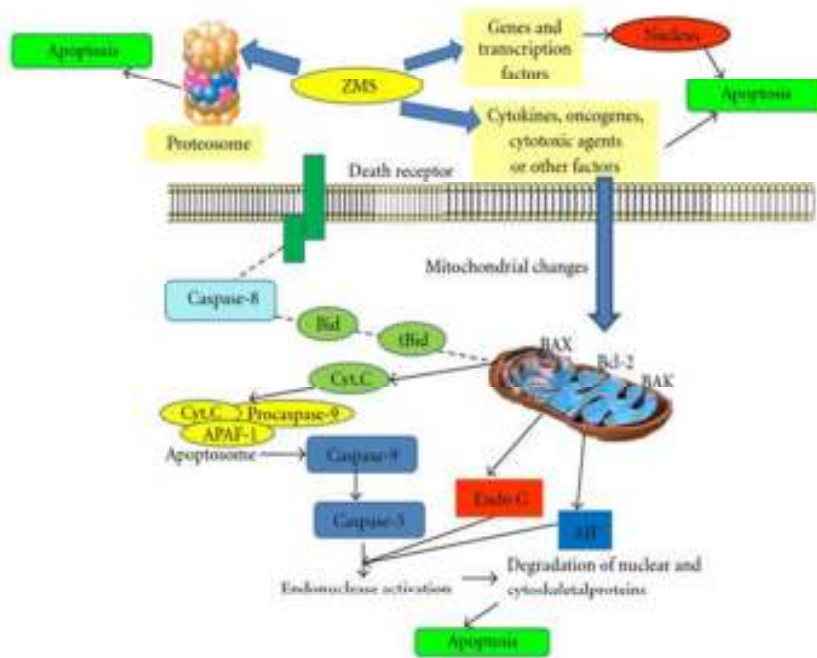 Apoptosis
Proteosome
ZMS
Genes and
transcription
factors
Nucleus
Apoptosis
Cytokines, oncogenes,
cytotoxic agents
or other factors
Death receptor
Mitochondrial changes
Caspase-8
Bid
tBid
BAX
Bcl-2
BAK
Cyt.C
Cyt.C
Procaspase-9
APAF-1
Apoptosome
Caspase-9
Caspase-3
Endo G
AIF
Endonuclease activation
Degradation of nuclear and
cytoskeletalproteins
Apoptosis